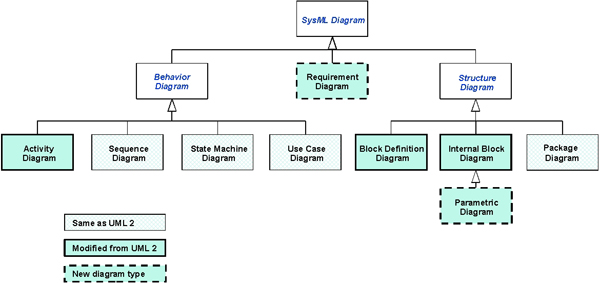 SysML Diagram
Behavior
Diagram
Requirement
Diagram
Structure
Diagram
Activity
Diagram
Sequence
Diagram
State Machine
Diagram
Use Case
Diagram
Block Definition
Diagram
Internal Block
Diagram
Package
Diagram
Parametric
Diagram
Same as UML 2
Modified from UML 2
New diagram type